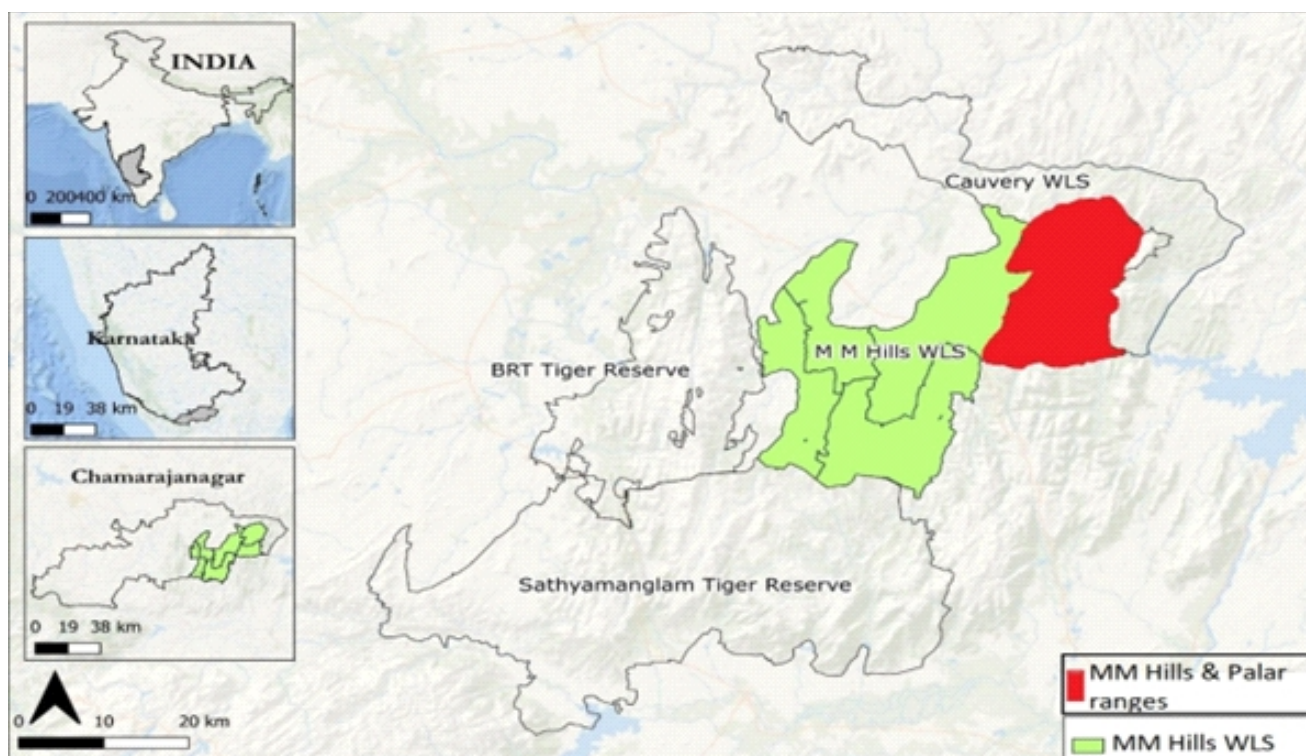 INDIA
0 200400 km
Karnataka
0 19 38 km
Chamarajanagar
0 19 38 km
0 10 20 km
Cauvery WLS
M M Hills WLS
BRT Tiger Reserve
Sathyamanglam Tiger Reserve
MM Hills & Palar
ranges
MM Hills WLS